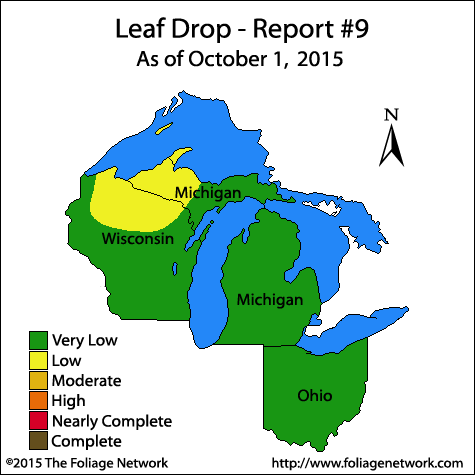 Leaf Drop - Report #9
As of October 1, 2015
N
Michigan
Wisconsin
Michigan
Very Low
Low
Moderate
High
Nearly Complete
Complete
Ohio
©2015 The Foliage Network
http://www.foliagenetwork.com